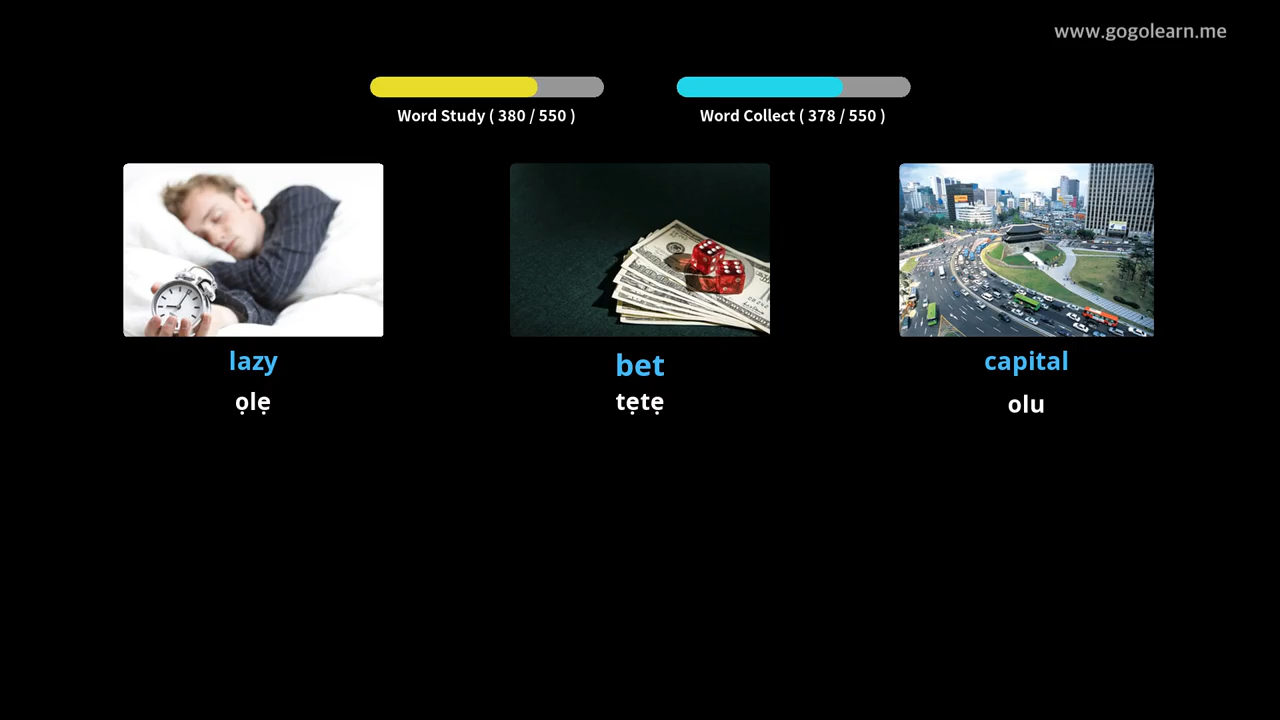 www.gogolearn.me
Word Study ( 380 / 550 )
Word Collect ( 378 / 550 )
lazy
ọlẹ
bet
tẹtẹ
capital
olu